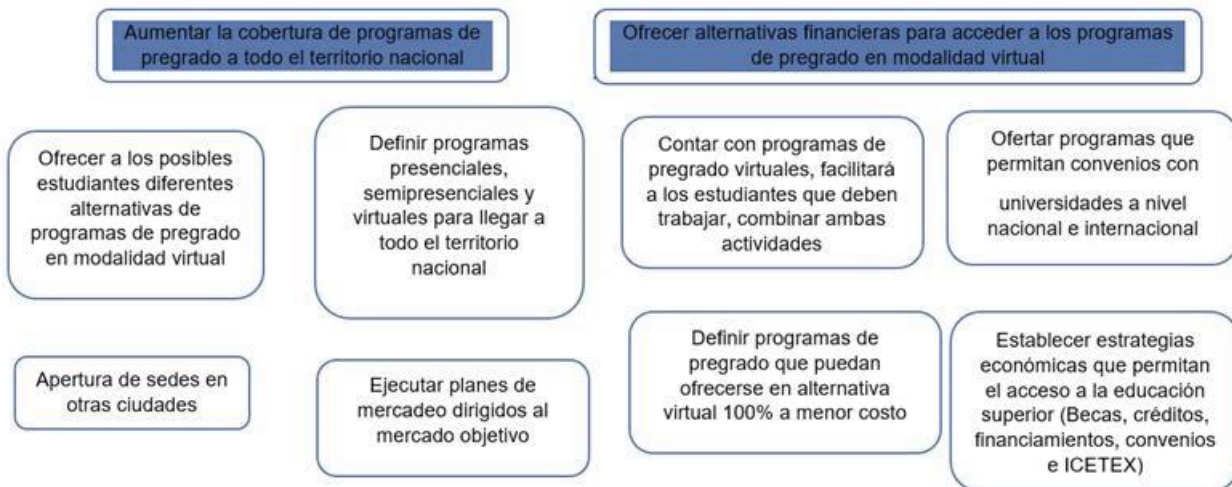 Aumentar la cobertura de programas de
pregrado a todo el territorio nacional
Ofrecer alternativas financieras para acceder a los programas
de pregrado en modalidad virtual
Ofrecer a los posibles
estudiantes diferentes
alternativas de
programas de pregrado
en modalidad virtual
Definir programas
presenciales,
semipresenciales y
virtuales para llegar a
todo el territorio
nacional
Contar con programas de
pregrado virtuales, facilitará
a los estudiantes que deben
trabajar, combinar ambas
actividades
Ofertar programas que
permitan convenios con
universidades a nivel
nacional e internacional
Apertura de sedes en
otras ciudades
Ejecutar planes de
mercadeo dirigidos al
mercado objetivo
Definir programas de
pregrado que puedan
ofrecerse en alternativa
virtual 100% a menor costo
Establecer estrategias
económicas que permitan
el acceso a la educación
superior (Becas, créditos,
financiamientos, convenios
e ICETEX)